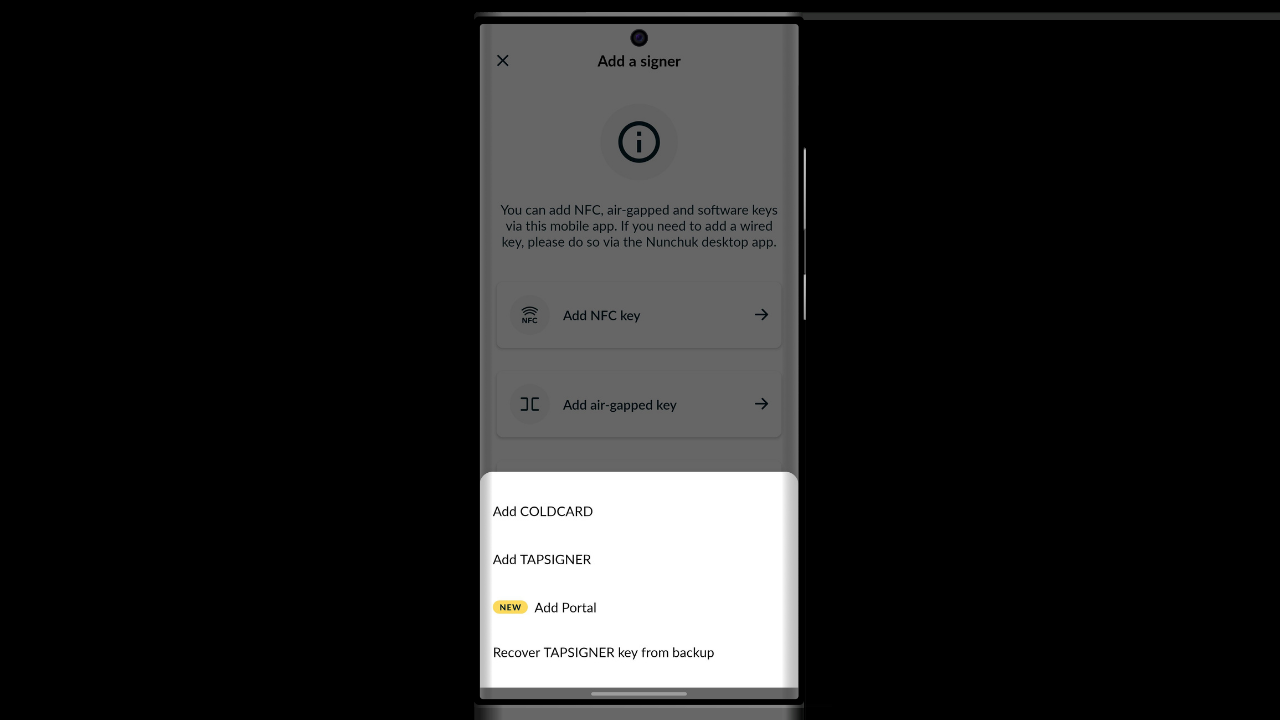 Add a signer
You can add NFC, air-gapped and software keys
via this mobile app. If you need to add a wired
key, please do so via the Nunchuk desktop app.
NFC
Add NFC key
Add air-gapped key
Add COLDCARD
Add TAPSIGNER
NEW Add Portal
Recover TAPSIGNER key from backup